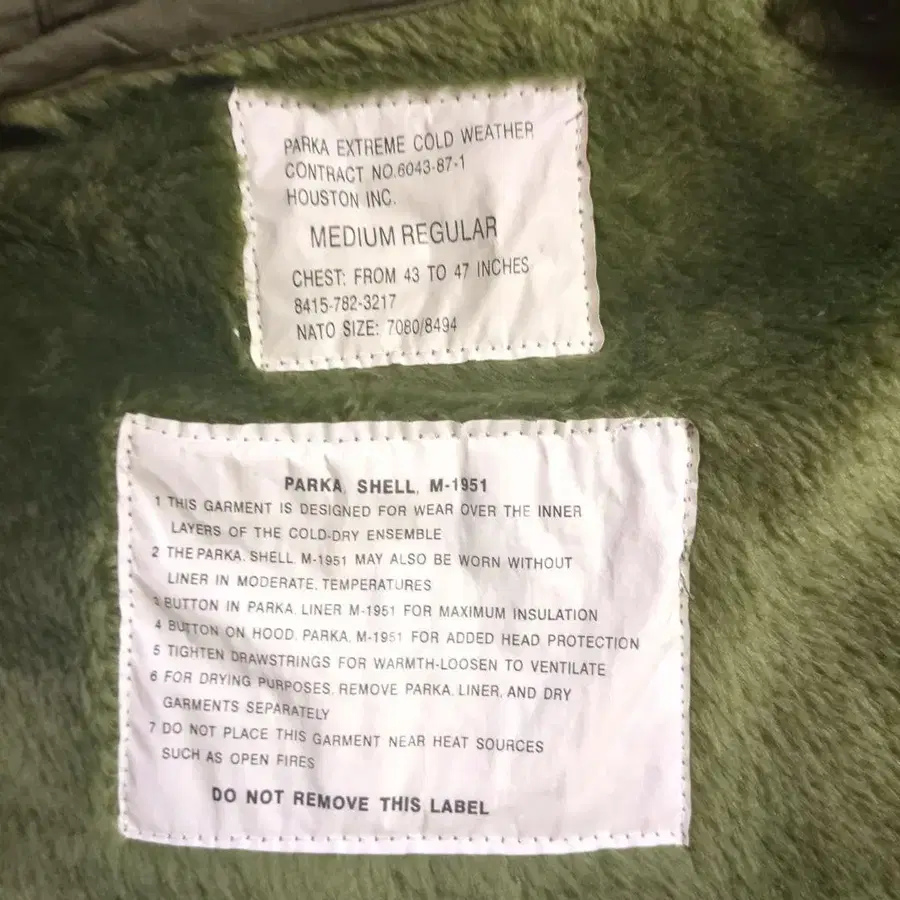 PARKA EXTREME COLD WEATHER
CONTRACT NO.6043-87-1
HOUSTON INC.
MEDIUM REGULAR
CHEST: FROM 43 TO 47 INCHES
8415-782-3217
NATO SIZE: 7080/8494
PARKA, SHELL, M-1951
1 THIS GARMENT IS DESIGNED FOR WEAR OVER THE INNER
LAYERS OF THE COLD-DRY ENSEMBLE
2 THE PARKA, SHELL, M-1951 MAY ALSO BE WORN WITHOUT
LINER IN MODERATE, TEMPERATURES
3 BUTTON IN PARKA, LINER M-1951 FOR MAXIMUM INSULATION
4 BUTTON ON HOOD, PARKA, M-1951 FOR ADDED HEAD PROTECTION
5 TIGHTEN DRAWSTRINGS FOR WARMTH-LOOSEN TO VENTILATE
6 FOR DRYING PURPOSES, REMOVE PARKA, LINER, AND DRY
GARMENTS SEPARATELY
7 DO NOT PLACE THIS GARMENT NEAR HEAT SOURCES
SUCH AS OPEN FIRES
DO NOT REMOVE THIS LABEL